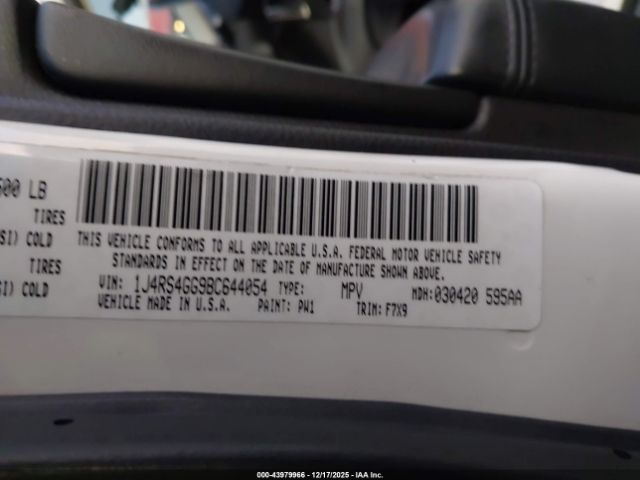 500 LB
TIRES
SI) COLD
TIRES
SI) COLD
THIS VEHICLE CONFORMS TO ALL APPLICABLE U.S.A. FEDERAL MOTOR VEHICLE SAFETY
STANDARDS IN EFFECT ON THE DATE OF MANUFACTURE SHOWN ABOVE.
VIN: 1J4RS4GG9BC644054 TYPE: MPV MDH:030420 595AA
VEHICLE MADE IN U.S.A. PAINT: PW1 TRIM:F7X9
000-43979966 - 12/17/2025 - IAA Inc.